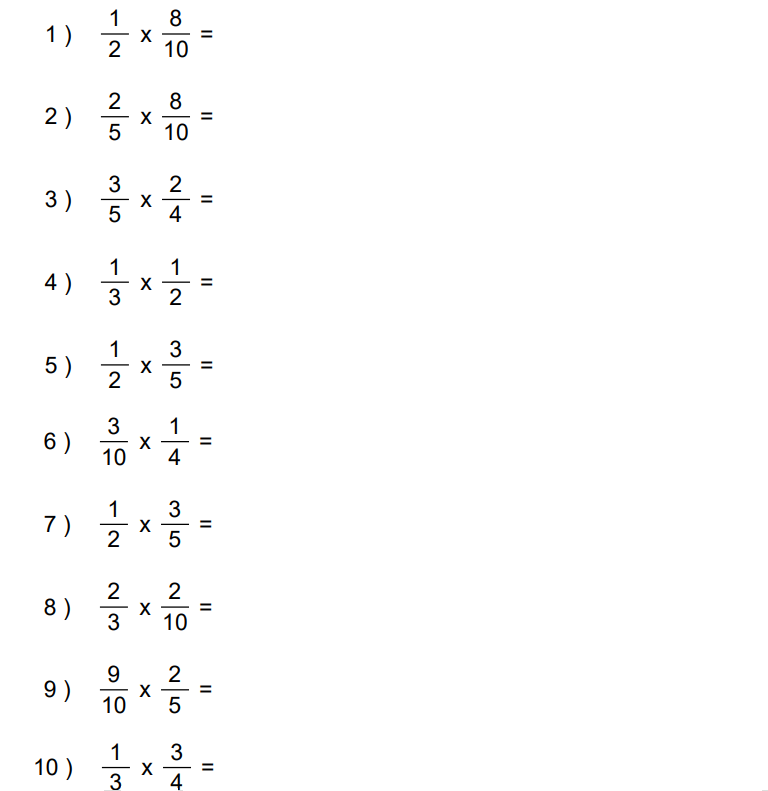 1 ) 1/2 x 8/10 =
2 ) 2/5 x 8/10 =
3 ) 3/5 x 2/4 =
4 ) 1/3 x 1/2 =
5 ) 1/2 x 3/5 =
6 ) 3/10 x 1/4 =
7 ) 1/2 x 3/5 =
8 ) 2/3 x 2/10 =
9 ) 9/10 x 2/5 =
10 ) 1/3 x 3/4 =